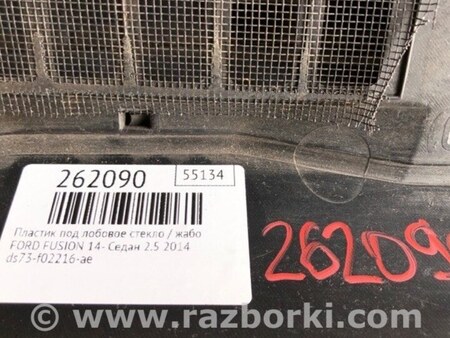 262090 55134
Пластик под лобовое стекло / жабо
FORD FUSION 14- Седан 2.5 2014
ds73-f02216-ae
26209
www.razborki.com